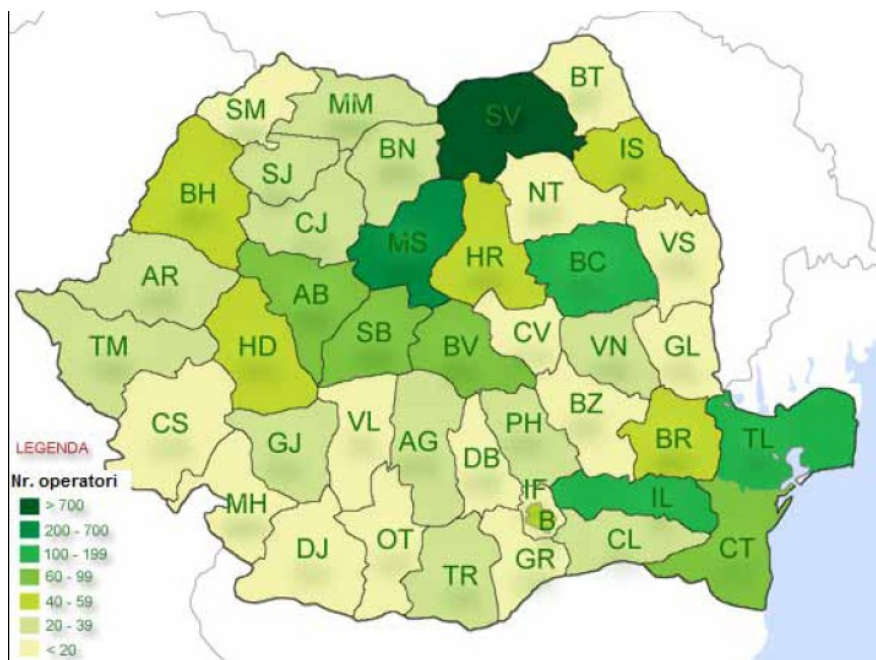 BT
SM
MM
SV
BN
IS
SJ
BH
NT
CJ
MS
VS
HR
BC
AR
AB
CV
SB
TM
HD
BV
VN
GL
BZ
VL
PH
CS
GJ
AG
BR
TL
DB
IF
IL
MH
B
OT
CL
DJ
GR
CT
TR
LEGENDA
Nr. operatori
> 700
200 - 700
100 - 199
60 - 99
40 - 59
20 - 39
< 20